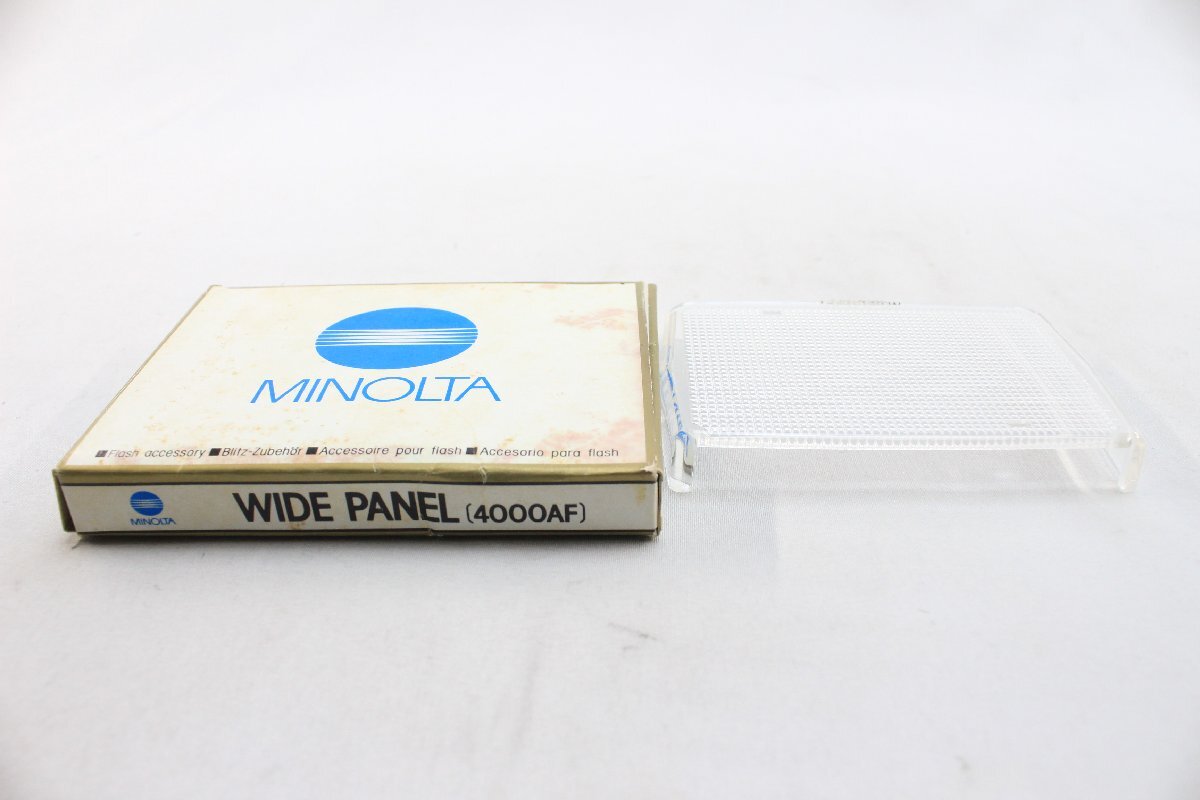 MINOLTA
■Flash accessory ■Blitz-Zubehör ■Accessoire pour flash ■Accesorio para flash
MINOLTA WIDE PANEL (4000AF)